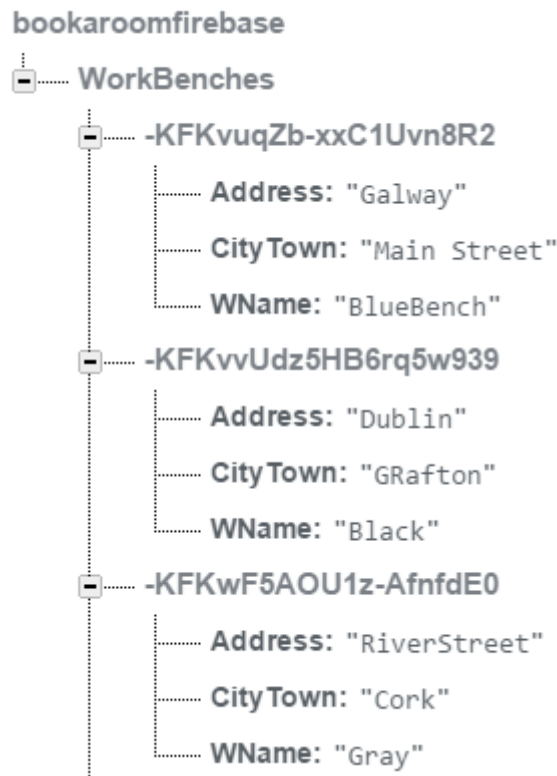 bookaroomfirebase
WorkBenches
-KFKvuqZb-xxC1Uvn8R2
Address: "Galway"
CityTown: "Main Street"
WName: "BlueBench"
-KFKvvUdz5HB6rq5w939
Address: "Dublin"
CityTown: "GRafton"
WName: "Black"
-KFKwF5AOU1z-AfnfdE0
Address: "RiverStreet"
CityTown: "Cork"
WName: "Gray"